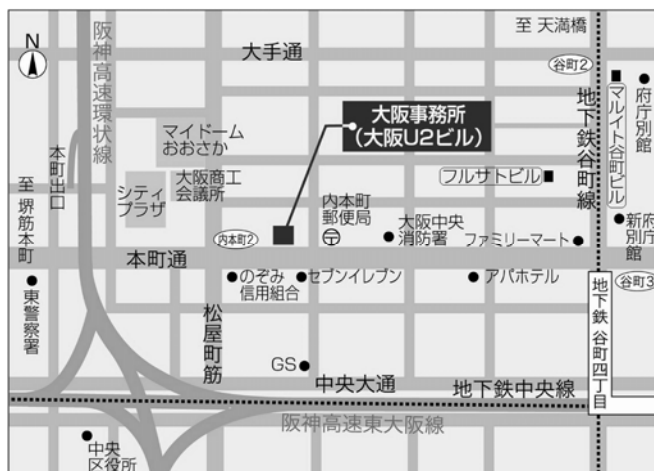 至 天満橋
N
大手通
谷町2
阪神高速環状線
大阪事務所
(大阪U2ビル)
地下鉄谷町線
マルイト谷町ビル
府庁別館
マイドーム
おおさか
本町出口
シティ
プラザ
大阪商工
会議所
フルサトビル
至 堺筋本町
内本町
郵便局
大阪中央
消防署
内本町2
ファミリーマート
新府庁
別館
本町通
谷町3
東警察署
のぞみ
信用組合
セブンイレブン
アパホテル
松屋町筋
地下鉄 谷町四丁目
GS
中央大通
地下鉄中央線
阪神高速東大阪線
中央
区役所